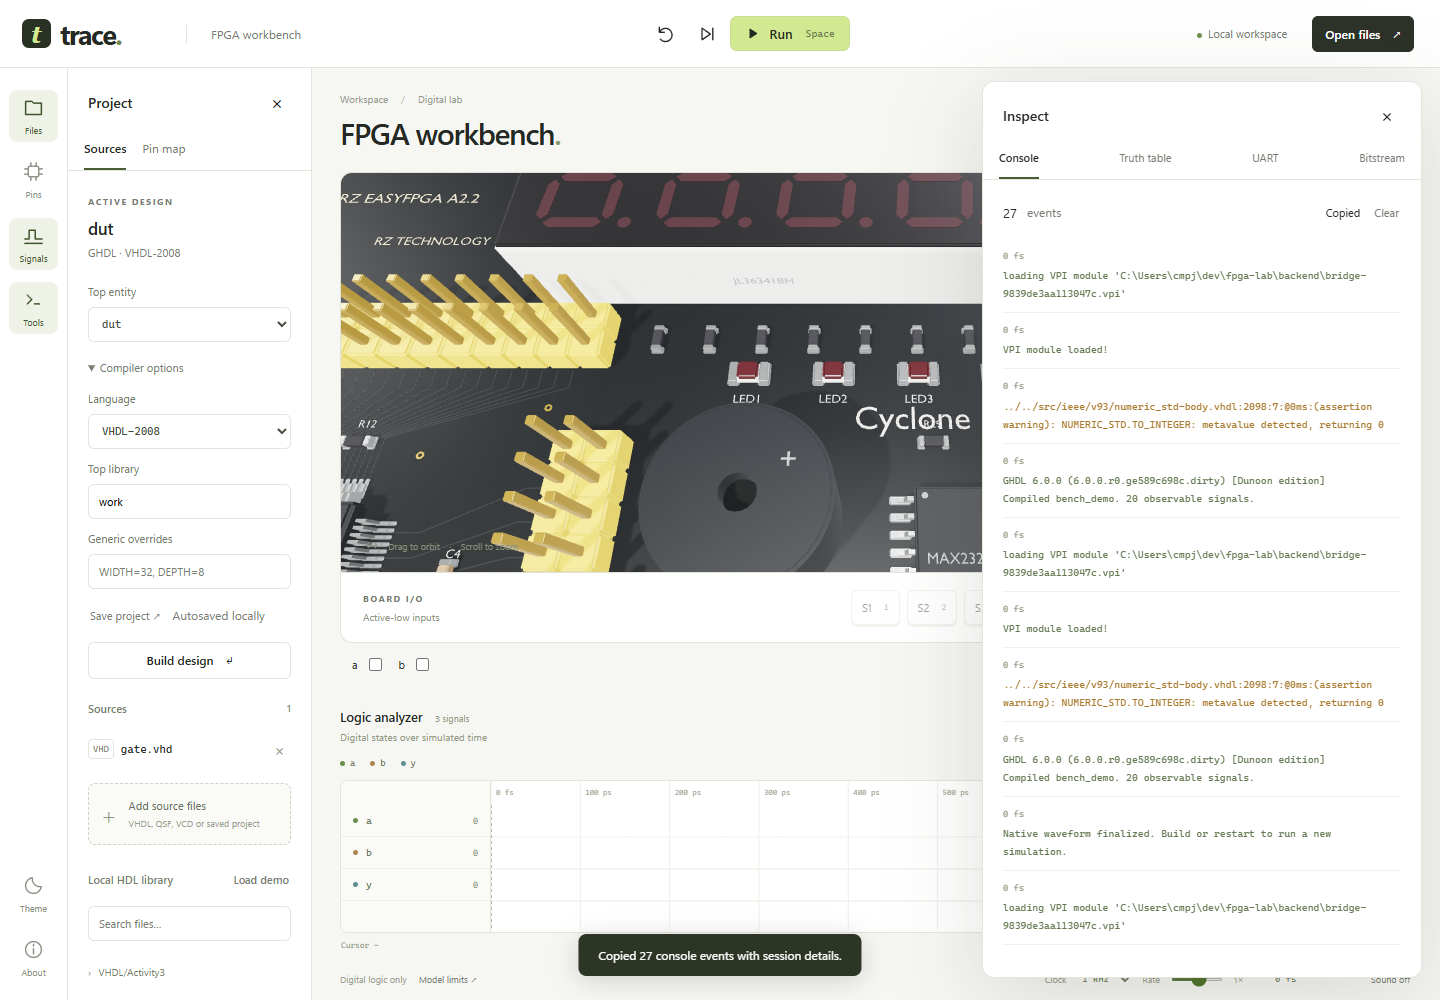 t trace.
FPGA workbench
Run Space
Local workspace
Open files ↗
Files
Pins
Signals
Tools
Theme
About
Project
×
Sources Pin map
ACTIVE DESIGN
dut
GHDL · VHDL-2008
Top entity
dut
▼ Compiler options
Language
VHDL-2008
Top library
work
Generic overrides
WIDTH=32, DEPTH=8
Save project ↗ Autosaved locally
Build design ↲
Sources 1
VHD gate.vhd ×
+ Add source files
VHDL, QSF, VCD or saved project
Local HDL library Load demo
Search files...
› VHDL/Activity3
Workspace / Digital lab
FPGA workbench.
RZ EASYFPGA A2.2
RZ TECHNOLOGY
JL36341BH
LED1 LED2 LED3
Cyclone
R12
C4
MAX232
Drag to orbit Scroll to zoom
BOARD I/O
Active-low inputs
S1 1 S2 2 S
a b
Logic analyzer 3 signals
Digital states over simulated time
a b y
0 fs 100 ps 200 ps 300 ps 400 ps 500 ps
a 0
b 0
y 0
Cursor —
Digital logic only Model limits ↗
Clock 1 kHz Rate 1× 0 fs Sound off
Copied 27 console events with session details.
Inspect ×
Console Truth table UART Bitstream
27 events Copied Clear
0 fs
loading VPI module 'C:\Users\cmpj\dev\fpga-lab\backend\bridge-
9839de3aa113047c.vpi'
0 fs
VPI module loaded!
0 fs
../../src/ieee/v93/numeric_std-body.vhdl:2098:7:@0ms:(assertion
warning): NUMERIC_STD.TO_INTEGER: metavalue detected, returning 0
0 fs
GHDL 6.0.0 (6.0.0.r0.ge589c698c.dirty) [Dunoon edition]
Compiled bench_demo. 20 observable signals.
0 fs
loading VPI module 'C:\Users\cmpj\dev\fpga-lab\backend\bridge-
9839de3aa113047c.vpi'
0 fs
VPI module loaded!
0 fs
../../src/ieee/v93/numeric_std-body.vhdl:2098:7:@0ms:(assertion
warning): NUMERIC_STD.TO_INTEGER: metavalue detected, returning 0
0 fs
GHDL 6.0.0 (6.0.0.r0.ge589c698c.dirty) [Dunoon edition]
Compiled bench_demo. 20 observable signals.
0 fs
Native waveform finalized. Build or restart to run a new
simulation.
0 fs
loading VPI module 'C:\Users\cmpj\dev\fpga-lab\backend\bridge-
9839de3aa113047c.vpi'